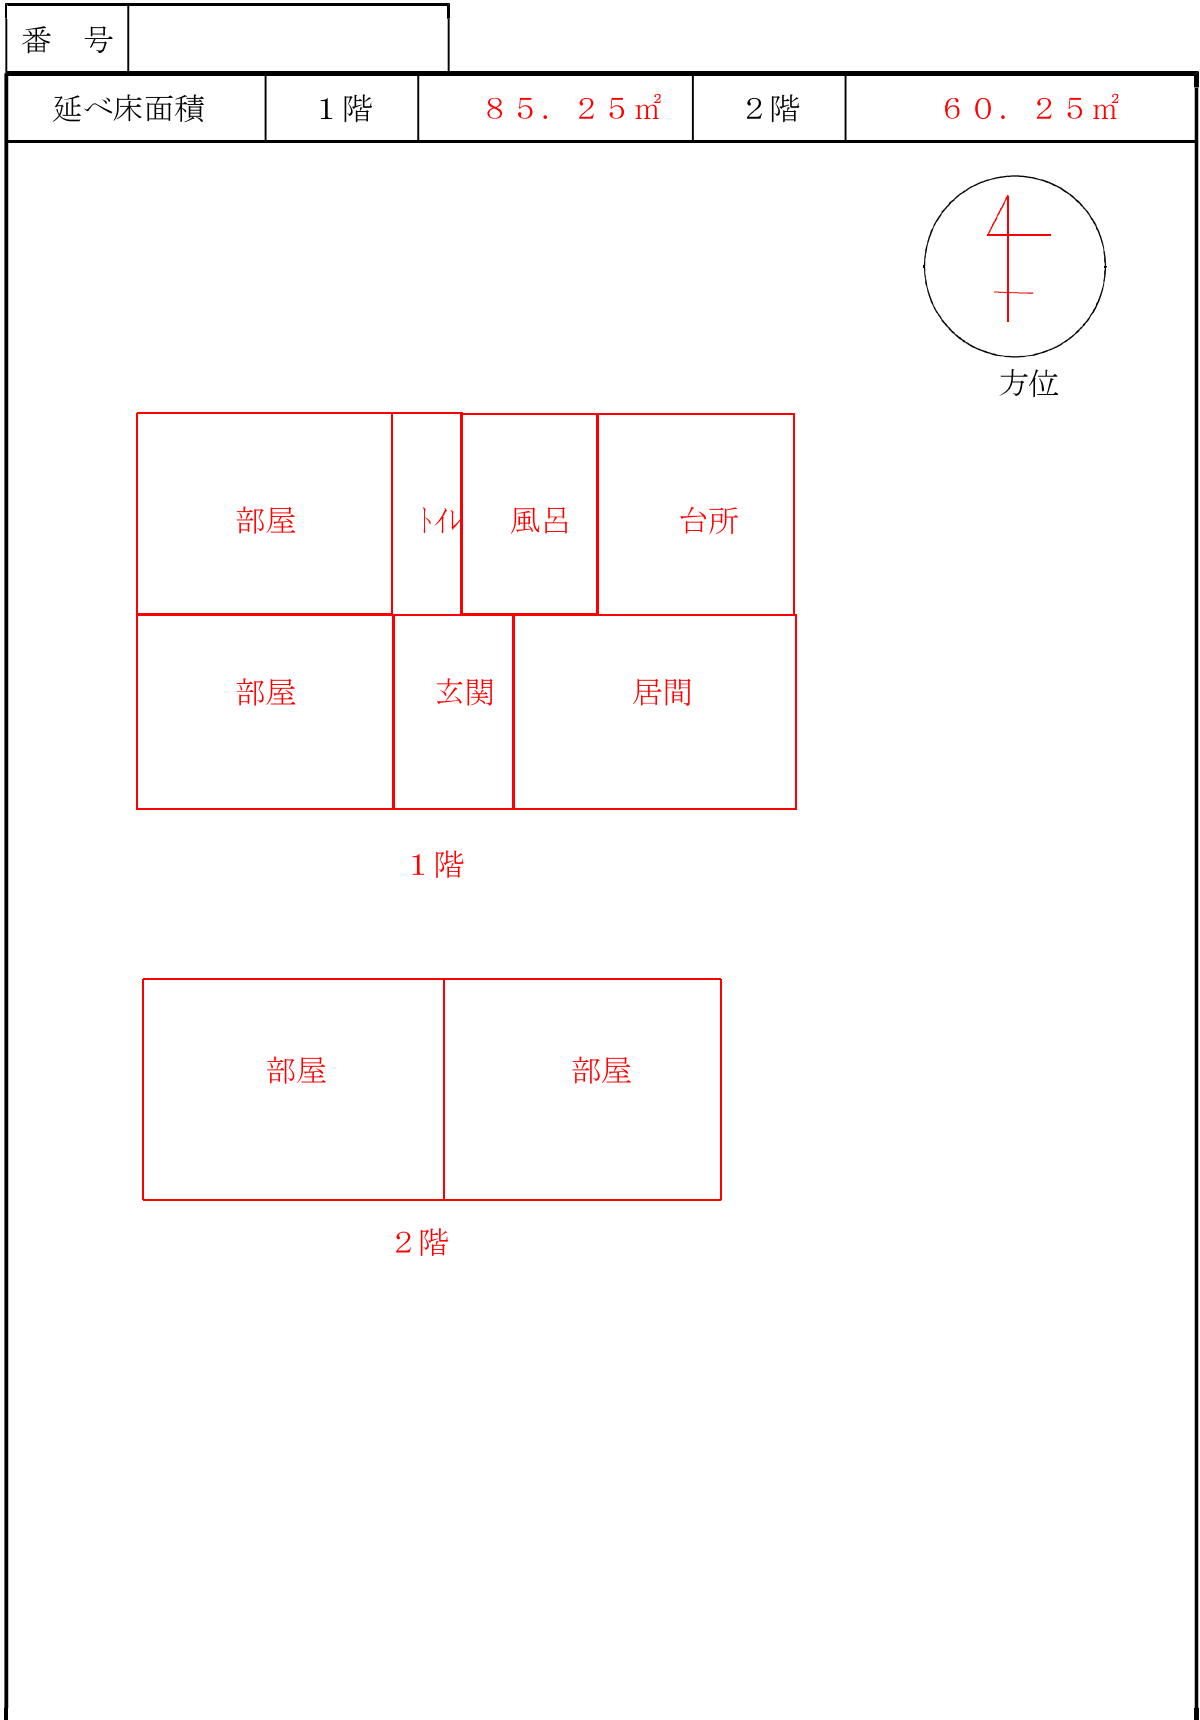 番　号
延べ床面積　１階　８５．２５㎡　２階　６０．２５㎡
方位
部屋　ﾄｲﾚ　風呂　台所
部屋　玄関　居間
１階
部屋　部屋
２階